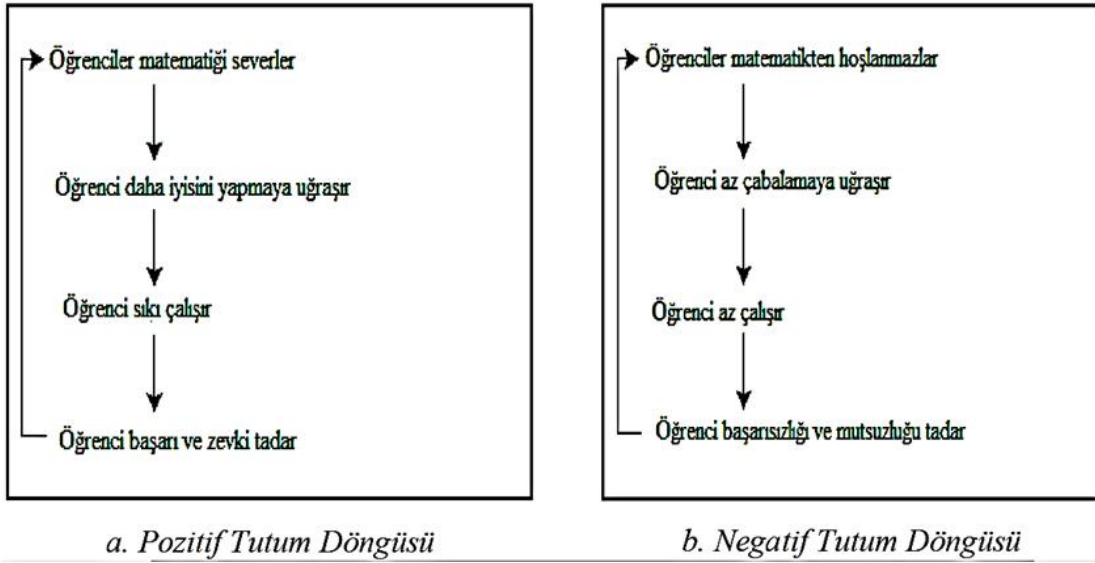 Öğrenciler matematiği severler
Öğrenci daha iyisini yapmaya uğraşır
Öğrenci sıkı çalışır
Öğrenci başarı ve zevki tadar
a. Pozitif Tutum Döngüsü
Öğrenciler matematikten hoşlanmazlar
Öğrenci az çabalamaya uğraşır
Öğrenci az çalışır
Öğrenci başarısızlığı ve mutsuzluğu tadar
b. Negatif Tutum Döngüsü